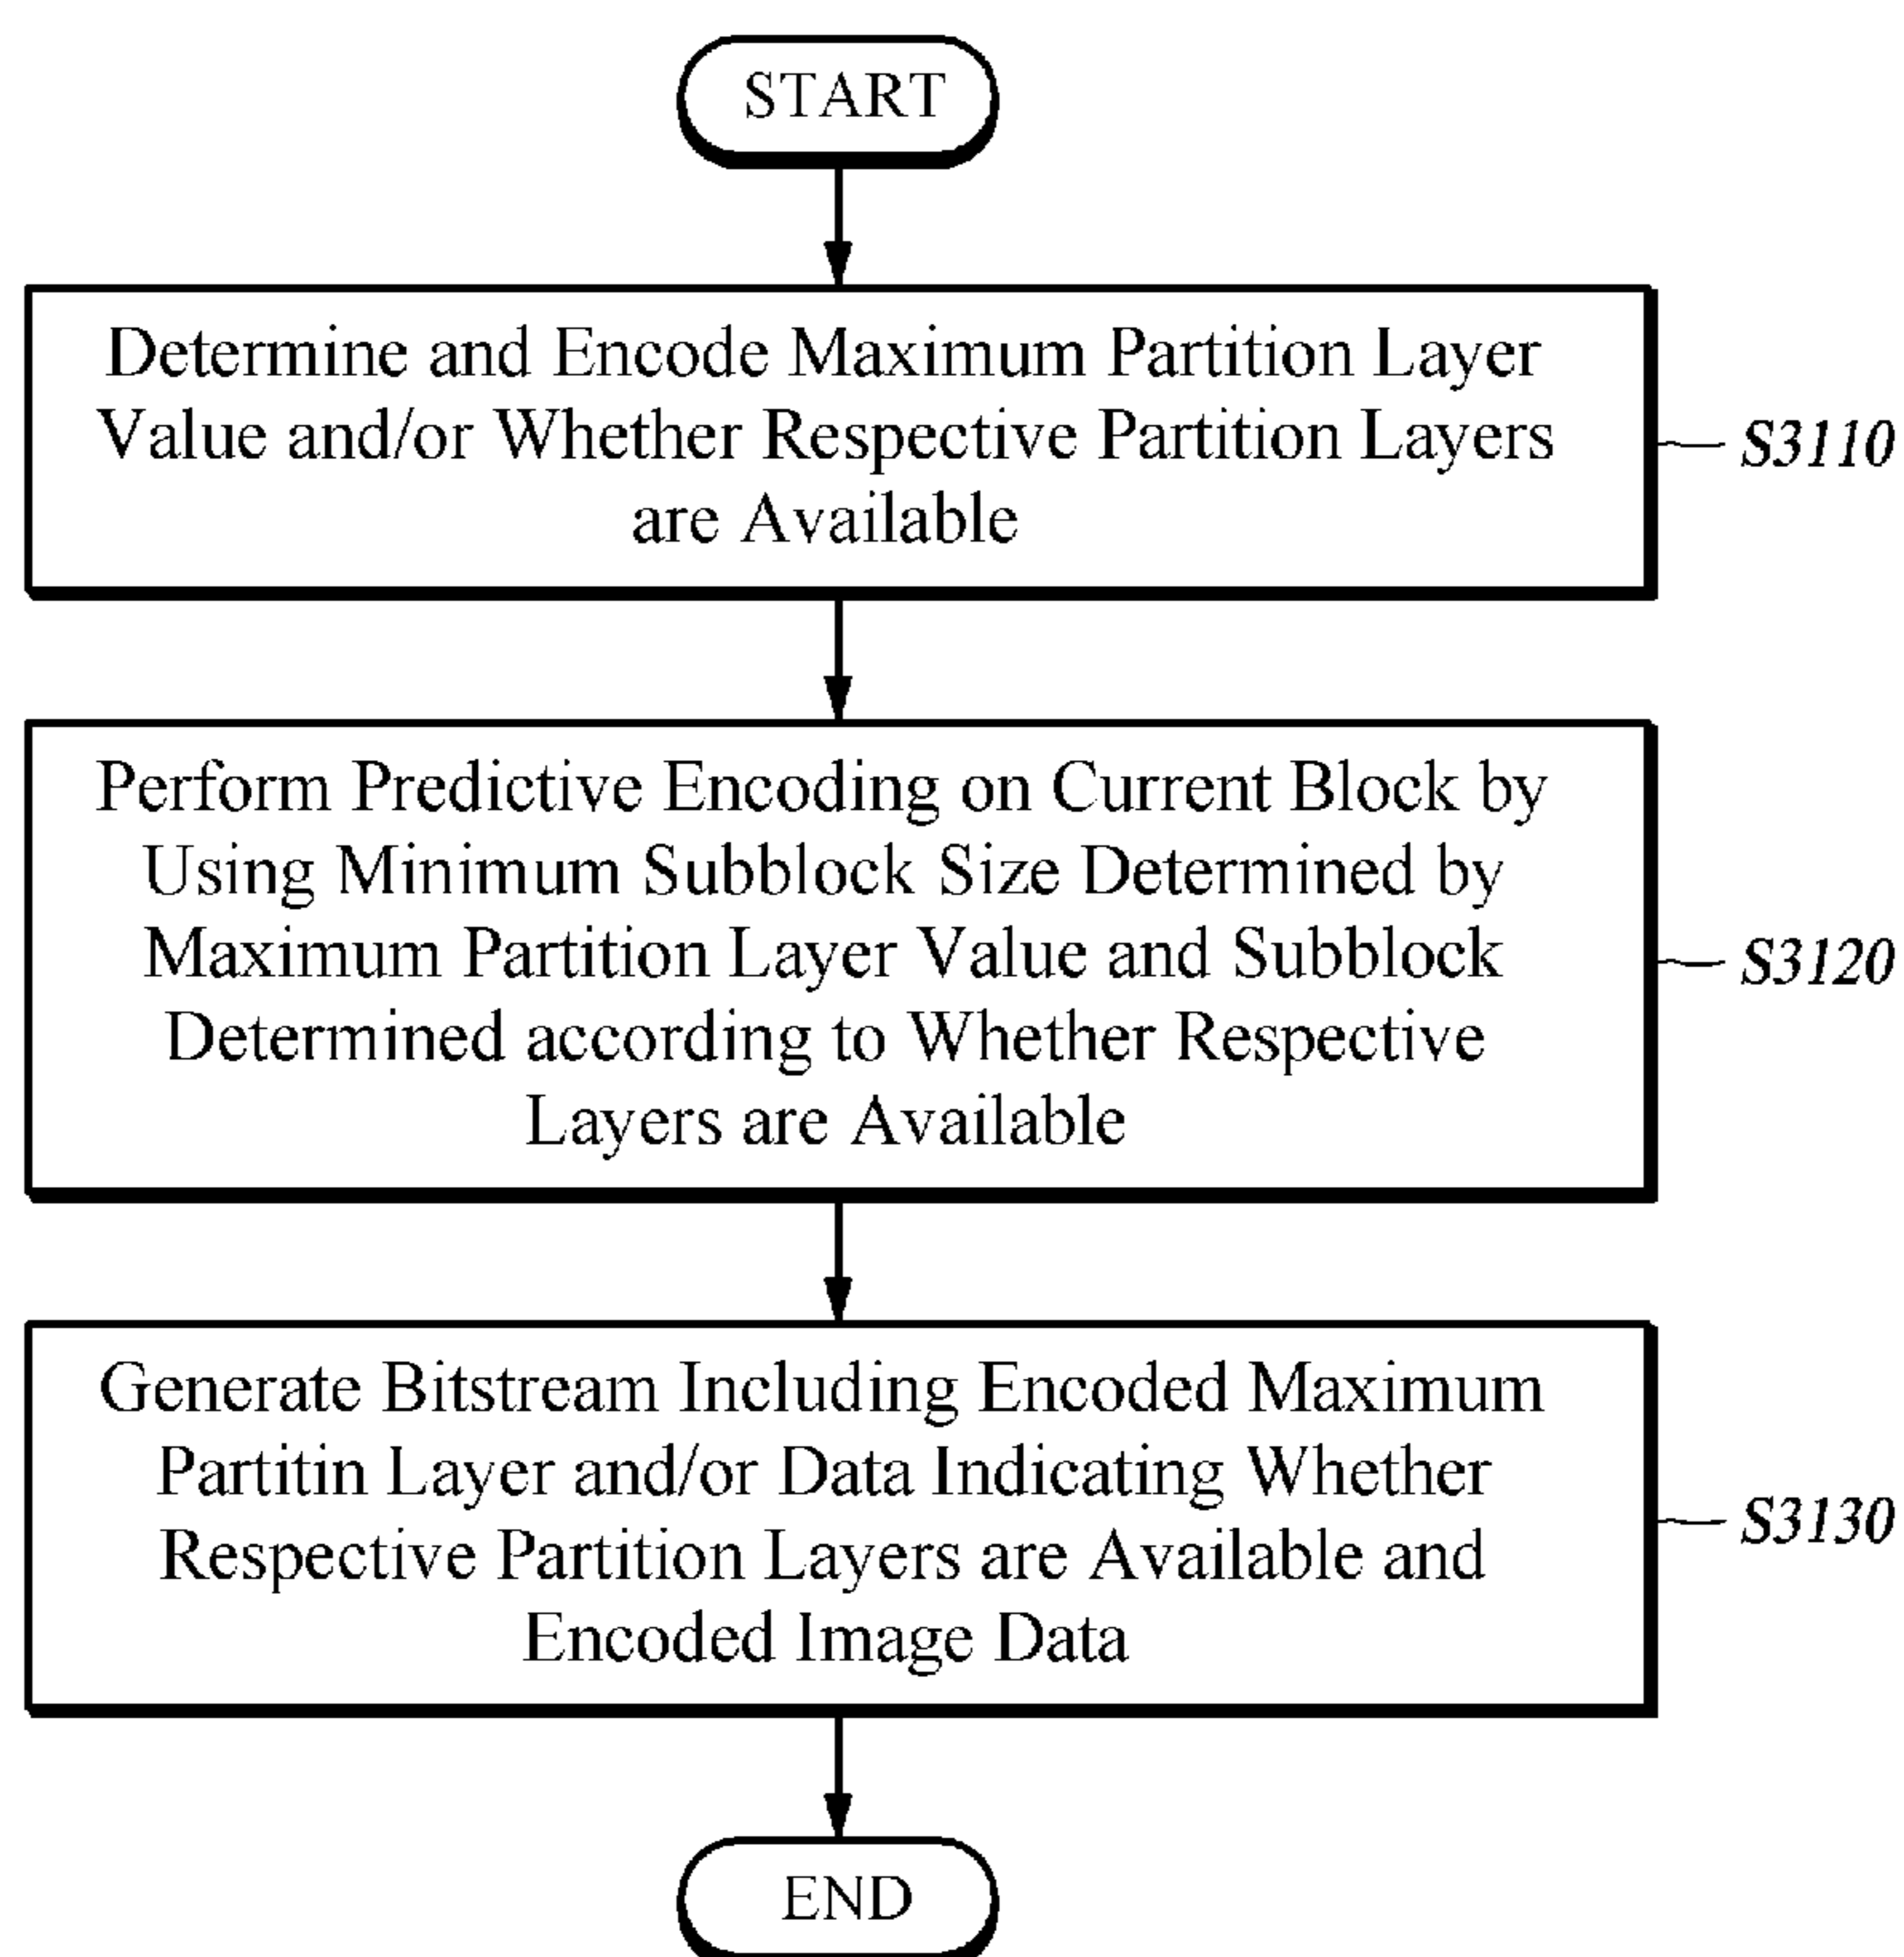 START
Determine and Encode Maximum Partition Layer
Value and/or Whether Respective Partition Layers
are Available
S3110
Perform Predictive Encoding on Current Block by
Using Minimum Subblock Size Determined by
Maximum Partition Layer Value and Subblock
Determined according to Whether Respective
Layers are Available
S3120
Generate Bitstream Including Encoded Maximum
Partitin Layer and/or Data Indicating Whether
Respective Partition Layers are Available and
Encoded Image Data
S3130
END